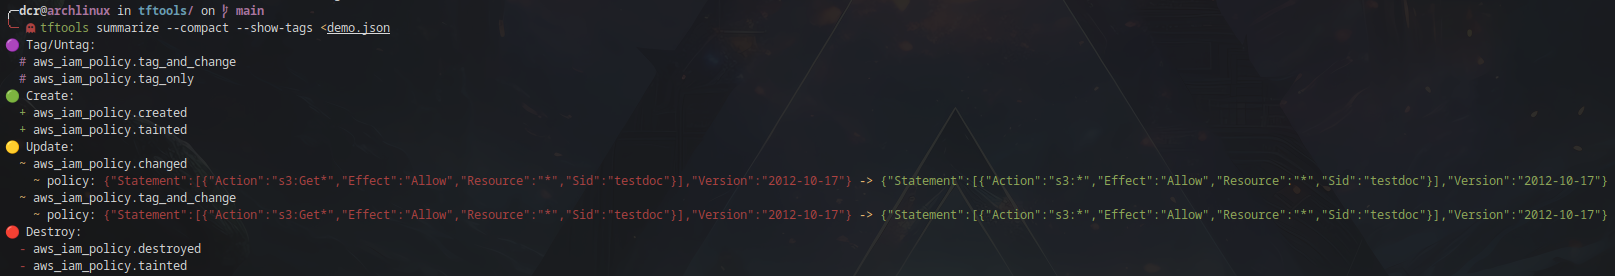 dcr@archlinux in tftools/ on main
tftools summarize --compact --show-tags <demo.json
Tag/Untag:
# aws_iam_policy.tag_and_change
# aws_iam_policy.tag_only
Create:
+ aws_iam_policy.created
+ aws_iam_policy.tainted
Update:
~ aws_iam_policy.changed
~ policy: {"Statement":[{"Action":"s3:Get*","Effect":"Allow","Resource":"*","Sid":"testdoc"}],"Version":"2012-10-17"} -> {"Statement":[{"Action":"s3:*","Effect":"Allow","Resource":"*","Sid":"testdoc"}],"Version":"2012-10-17"}
~ aws_iam_policy.tag_and_change
~ policy: {"Statement":[{"Action":"s3:Get*","Effect":"Allow","Resource":"*","Sid":"testdoc"}],"Version":"2012-10-17"} -> {"Statement":[{"Action":"s3:*","Effect":"Allow","Resource":"*","Sid":"testdoc"}],"Version":"2012-10-17"}
Destroy:
- aws_iam_policy.destroyed
- aws_iam_policy.tainted